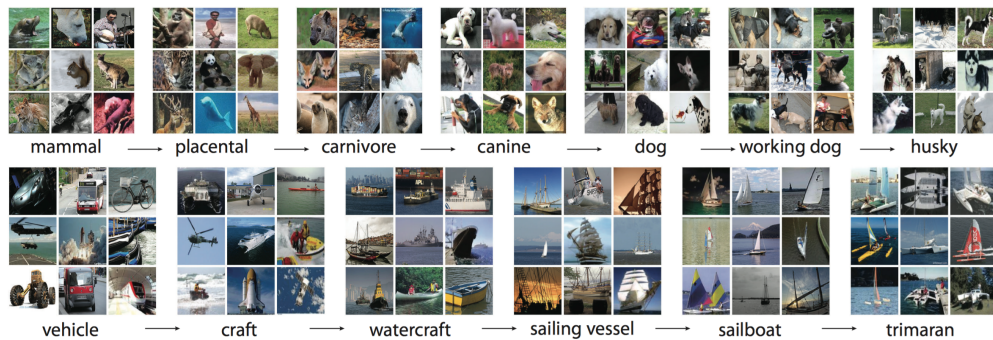 mammal → placental → carnivore → canine → dog → working dog → husky
vehicle → craft → watercraft → sailing vessel → sailboat → trimaran